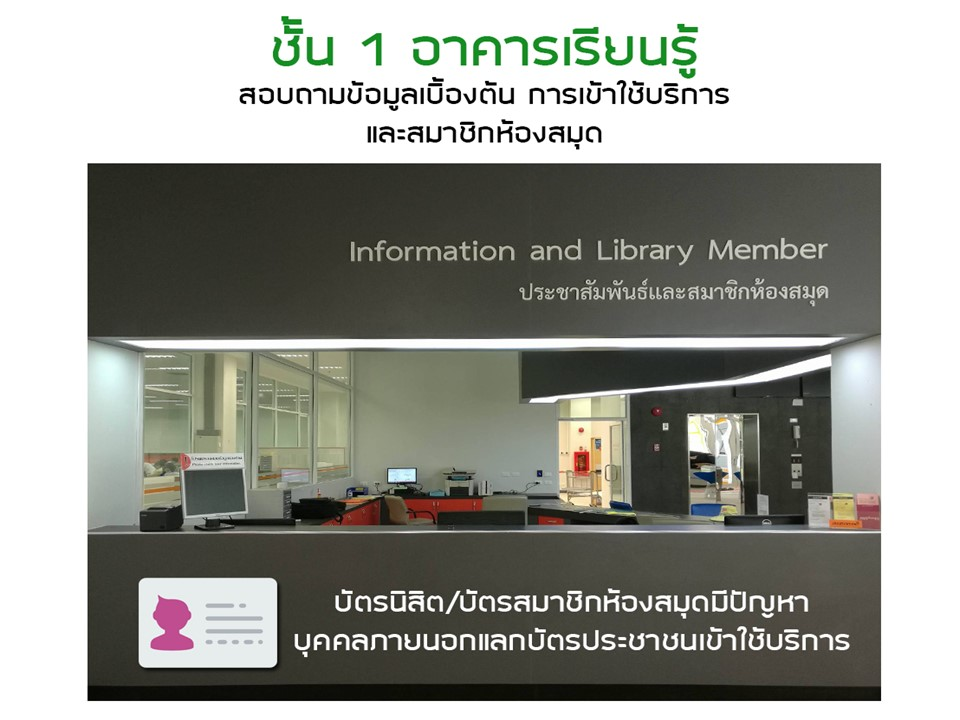 ชั้น 1 อาคารเรียนรู้
สอบถามข้อมูลเบื้องต้น การเข้าใช้บริการ
และสมาชิกห้องสมุด
Information and Library Member
ประชาสัมพันธ์และสมาชิกห้องสมุด
บัตรนิสิต/บัตรสมาชิกห้องสมุดมีปัญหา
บุคคลภายนอกแลกบัตรประชาชนเข้าใช้บริการ